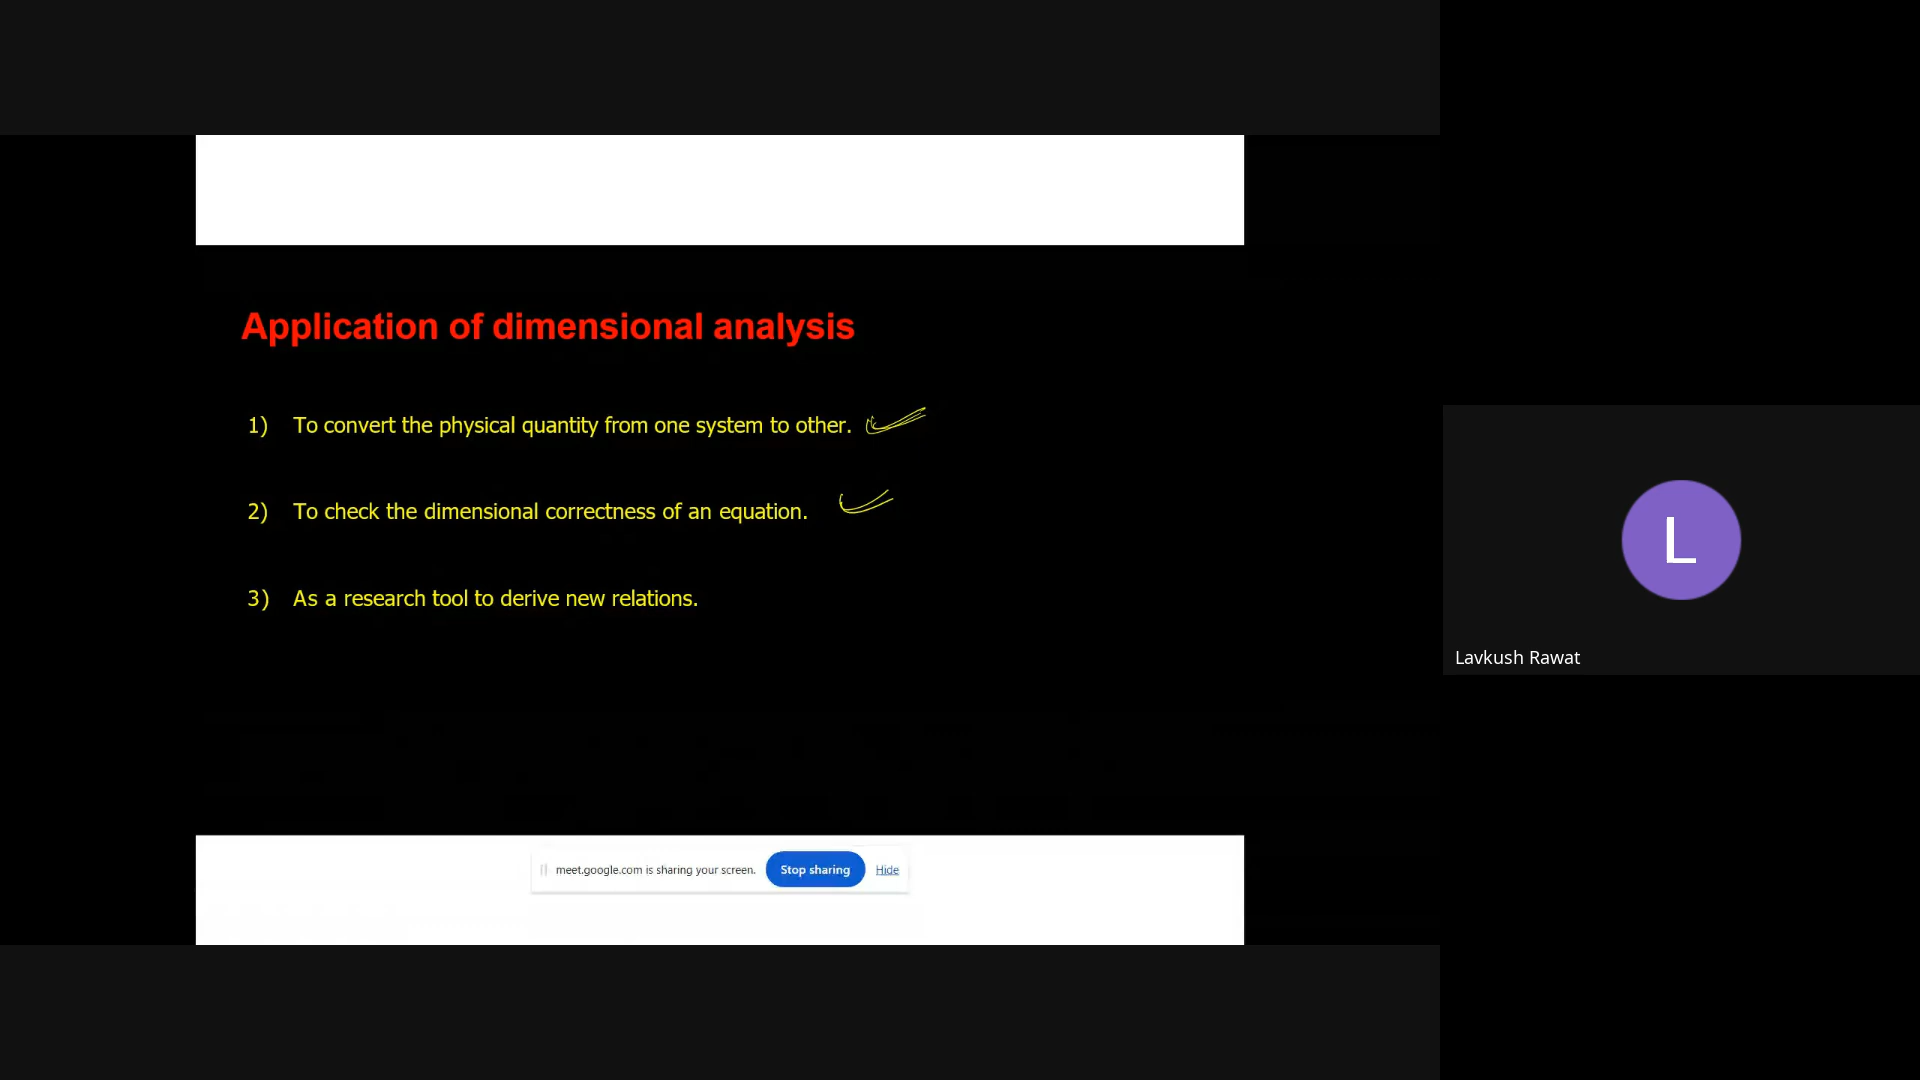 Application of dimensional analysis
1) To convert the physical quantity from one system to other.
2) To check the dimensional correctness of an equation.
3) As a research tool to derive new relations.
L
Lavkush Rawat
meet.google.com is sharing your screen. Stop sharing Hide